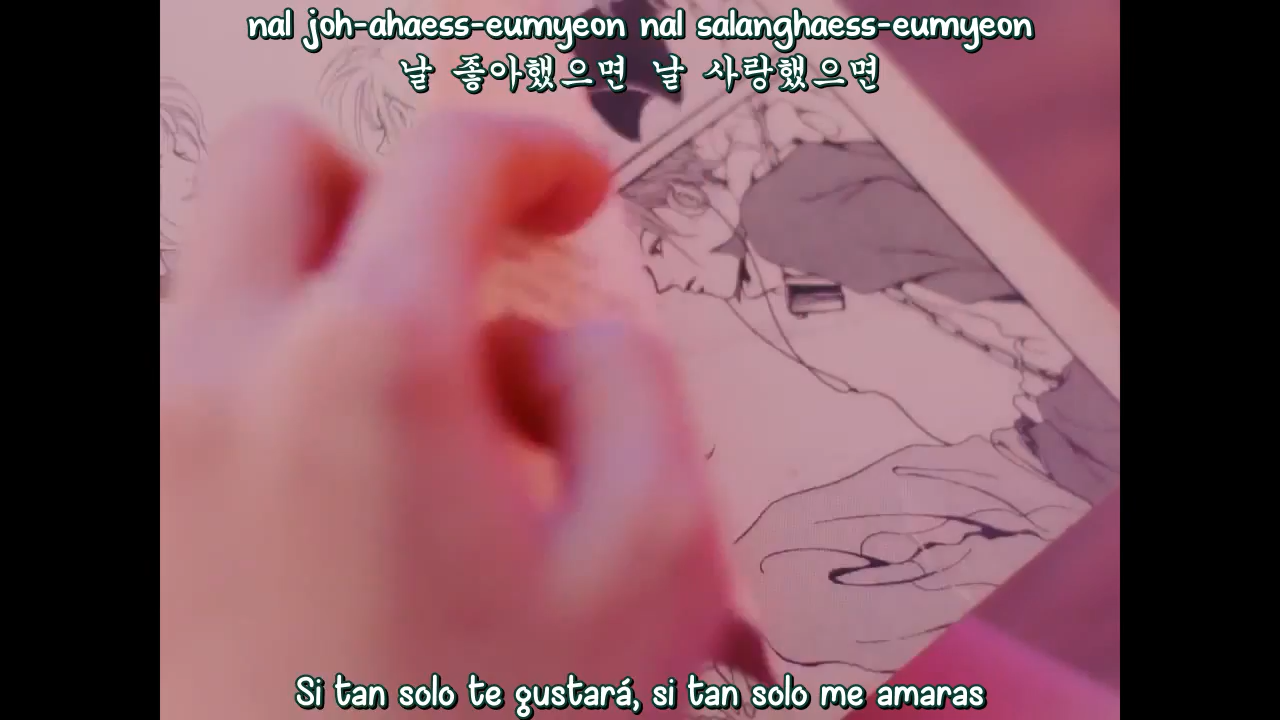 nal joh-ahaess-eumyeon nal salanghaess-eumyeon
날 좋아했으면 날 사랑했으면
Si tan solo te gustará, si tan solo me amaras